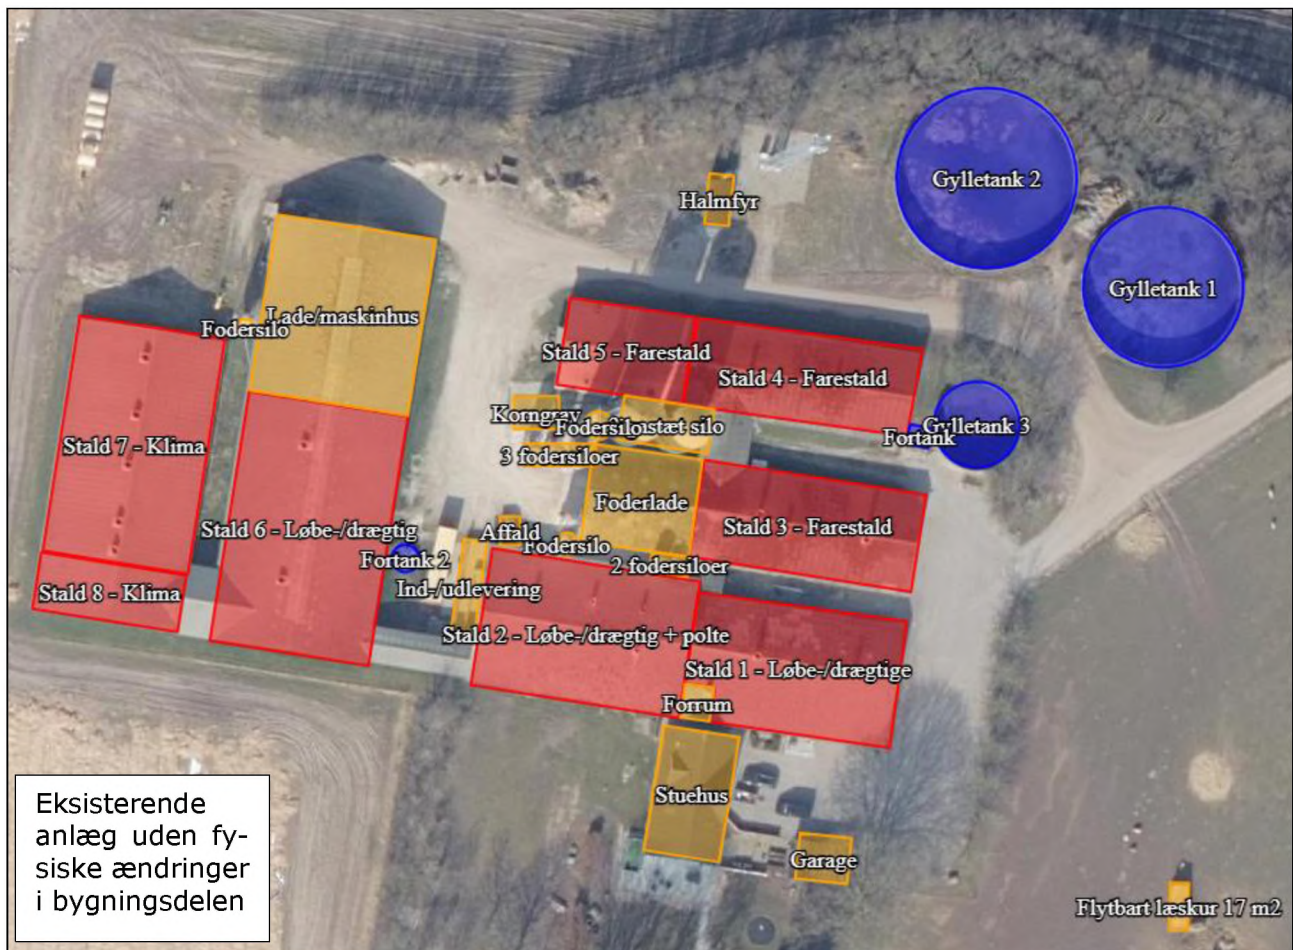 Gylletank 2
Halmfyr
Gylletank 1
Lade/maskinhus
Fodersilo
Stald 5 - Farestald
Stald 4 - Farestald
Korngrav
Fodersilo
stæt silo
Gylletank 3
Fortank
Stald 7 - Klima
3 fodersiloer
Foderlade
Stald 3 - Farestald
Stald 6 - Løbe-/drægtig
Affald
Fodersilo
Fortank 2
2 fodersiloer
Ind-/udlevering
Stald 8 - Klima
Stald 2 - Løbe-/drægtig + polte
Stald 1 - Løbe-/drægtige
Forrum
Stuehus
Garage
Flytbart læskur 17 m2
Eksisterende
anlæg uden fy-
siske ændringer
i bygningsdelen